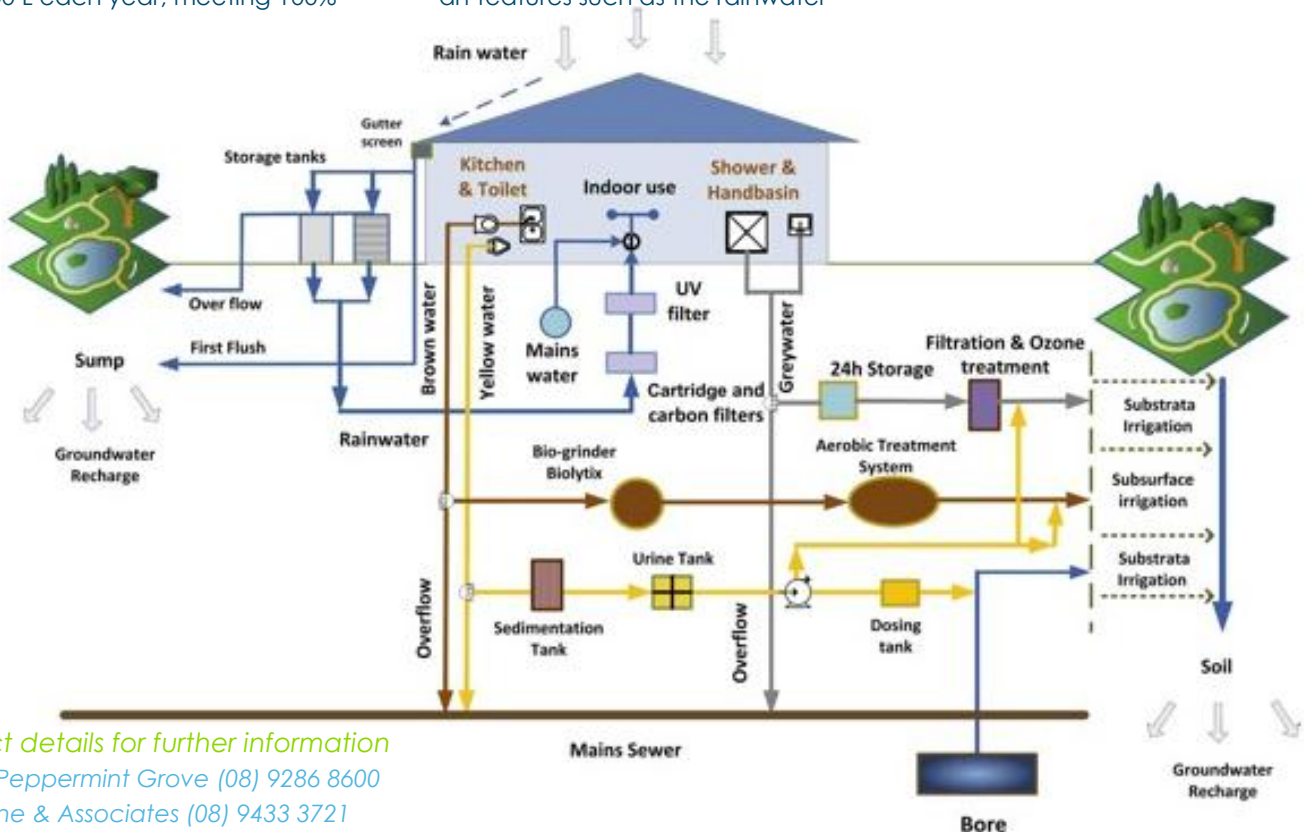 0 L each year, meeting 100%
all features such as the rainwater
Rain water
Gutter
screen
Storage tanks
Kitchen
& Toilet
Indoor use
Shower &
Handbasin
Over flow
First Flush
Sump
Groundwater
Recharge
Rainwater
Brown water
Yellow water
Mains
water
UV
filter
Cartridge and
carbon filters
Greywater
24h Storage
Filtration & Ozone
treatment
Substrata
Irrigation
Bio-grinder
Biolytix
Aerobic Treatment
System
Subsurface
irrigation
Urine Tank
Substrata
Irrigation
Overflow
Sedimentation
Tank
Overflow
Dosing
tank
Soil
Mains Sewer
Groundwater
Recharge
Bore
ct details for further information
Peppermint Grove (08) 9286 8600
ne & Associates (08) 9433 3721